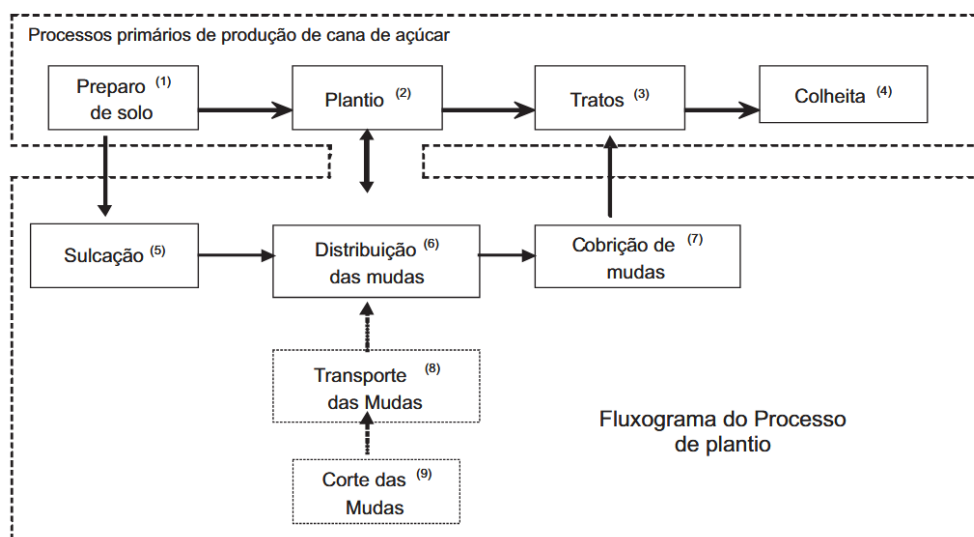 Processos primários de produção de cana de açúcar
Preparo (1)
de solo
Plantio (2)
Tratos (3)
Colheita (4)
Sulcação (5)
Distribuição (6)
das mudas
Cobrição de (7)
mudas
Transporte (8)
das Mudas
Fluxograma do Processo
de plantio
Corte das (9)
Mudas